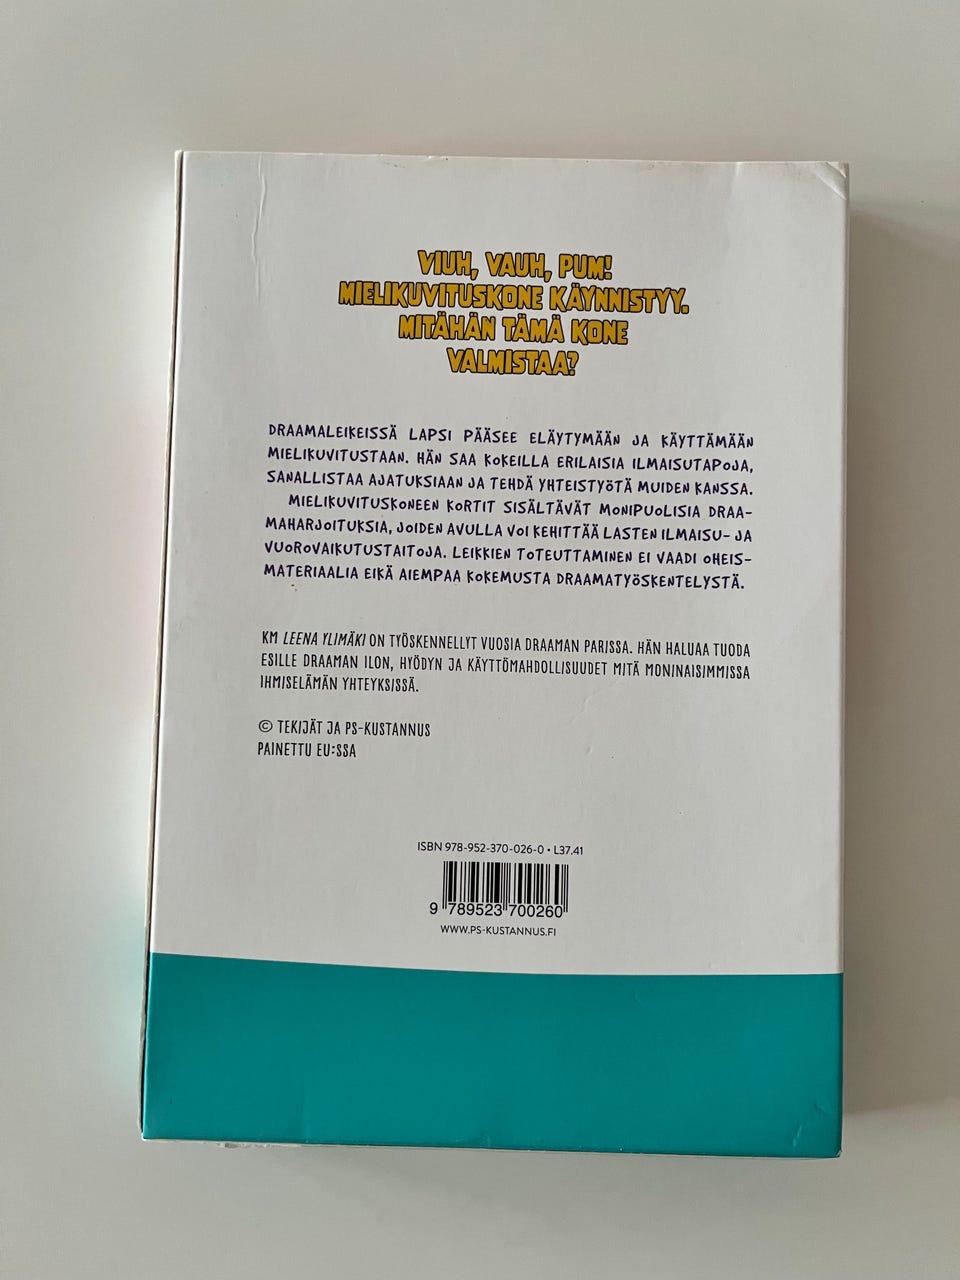 VIUH, VAUH, PUM!
MIELIKUVITUSKONE KÄYNNISTYY.
MITÄHÄN TÄMÄ KONE
VALMISTAA?
DRAAMALEIKEISSÄ LAPSI PÄÄSEE ELÄYTYMÄÄN JA KÄYTTÄMÄÄN
MIELIKUVITUSTAAN. HÄN SAA KOKEILLA ERILAISIA ILMAISUTAPOJA,
SANALLISTAA AJATUKSIAAN JA TEHDÄ YHTEISTYÖTÄ MUIDEN KANSSA.
MIELIKUVITUSKONEEN KORTIT SISÄLTÄVÄT MONIPUOLISIA DRAA-
MAHARJOITUKSIA, JOIDEN AVULLA VOI KEHITTÄÄ LASTEN ILMAISU- JA
VUOROVAIKUTUSTAITOJA. LEIKKIEN TOTEUTTAMINEN EI VAADI OHEIS-
MATERIAALIA EIKÄ AIEMPAA KOKEMUSTA DRAAMATYÖSKENTELYSTÄ.
KM LEENA YLIMÄKI ON TYÖSKENNELLYT VUOSIA DRAAMAN PARISSA. HÄN HALUAA TUODA
ESILLE DRAAMAN ILON, HYÖDYN JA KÄYTTÖMAHDOLLISUUDET MITÄ MONINAISIMMISSA
IHMISELÄMÄN YHTEYKSISSÄ.
© TEKIJÄT JA PS-KUSTANNUS
PAINETTU EU:SSA
ISBN 978-952-370-026-0 • L37.41
9 789523 700260
WWW.PS-KUSTANNUS.FI